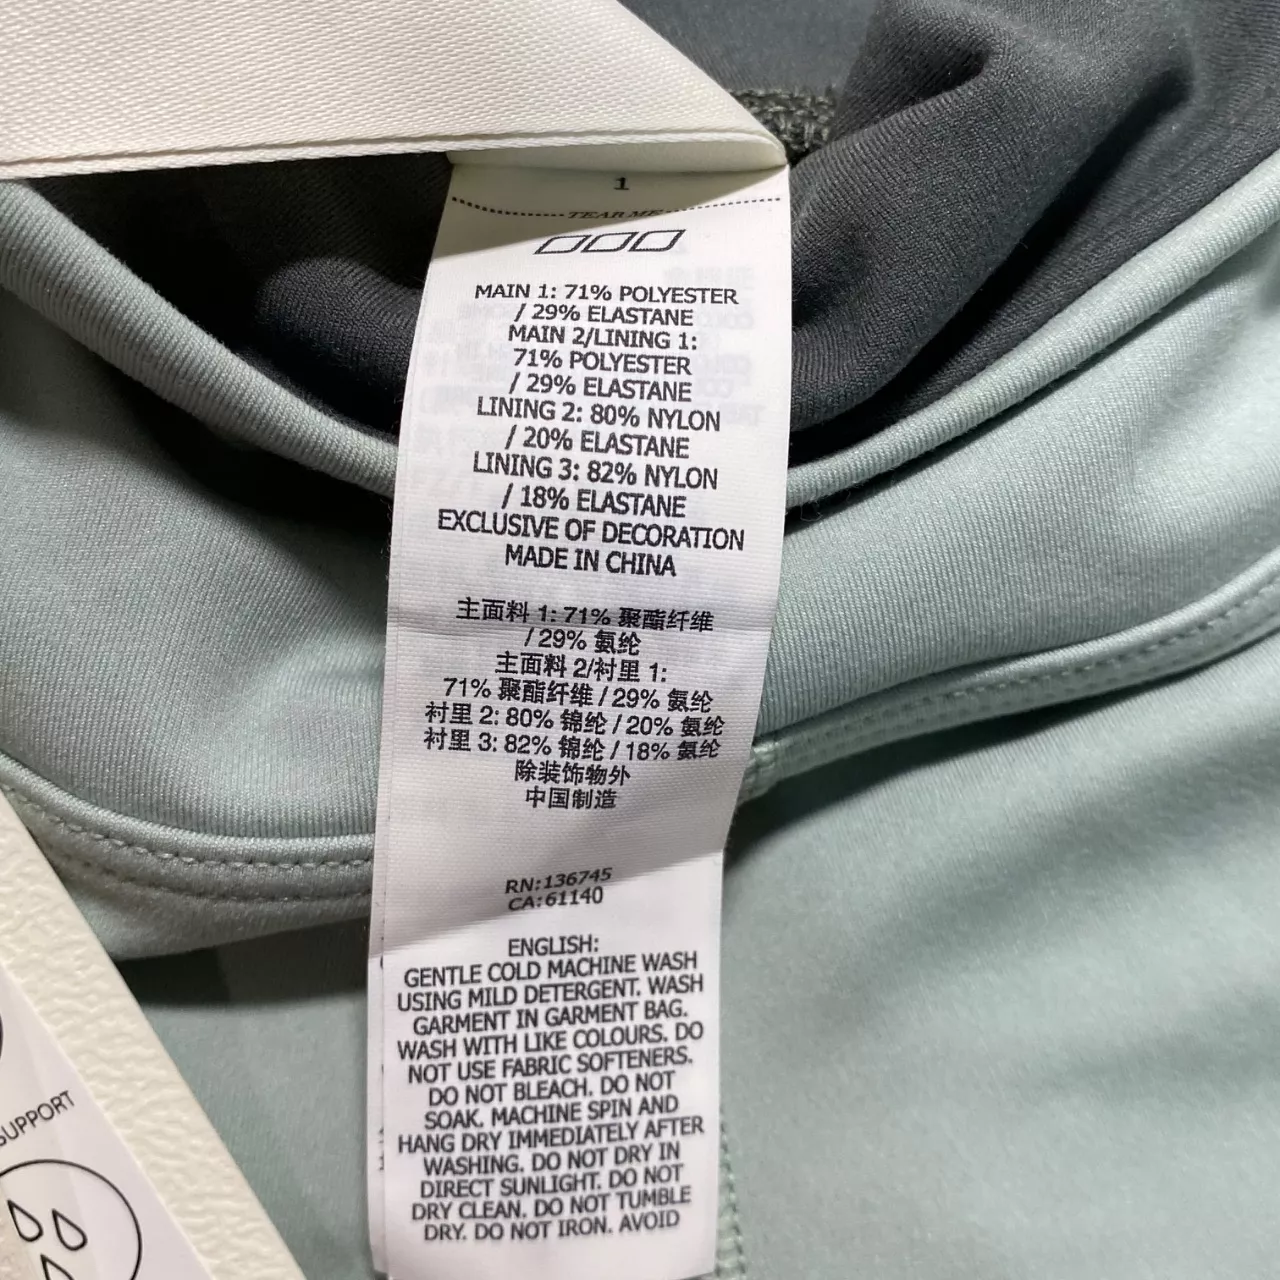 1
TEAR ME
MAIN 1: 71% POLYESTER
/ 29% ELASTANE
MAIN 2/LINING 1:
71% POLYESTER
/ 29% ELASTANE
LINING 2: 80% NYLON
/ 20% ELASTANE
LINING 3: 82% NYLON
/ 18% ELASTANE
EXCLUSIVE OF DECORATION
MADE IN CHINA
主面料 1: 71% 聚酯纤维
/ 29% 氨纶
主面料 2/衬里 1:
71% 聚酯纤维 / 29% 氨纶
衬里 2: 80% 锦纶 / 20% 氨纶
衬里 3: 82% 锦纶 / 18% 氨纶
除装饰物外
中国制造
RN:136745
CA:61140
ENGLISH:
GENTLE COLD MACHINE WASH
USING MILD DETERGENT. WASH
GARMENT IN GARMENT BAG.
WASH WITH LIKE COLOURS. DO
NOT USE FABRIC SOFTENERS.
DO NOT BLEACH. DO NOT
SOAK. MACHINE SPIN AND
HANG DRY IMMEDIATELY AFTER
WASHING. DO NOT DRY IN
DIRECT SUNLIGHT. DO NOT
DRY CLEAN. DO NOT TUMBLE
DRY. DO NOT IRON. AVOID
SUPPORT